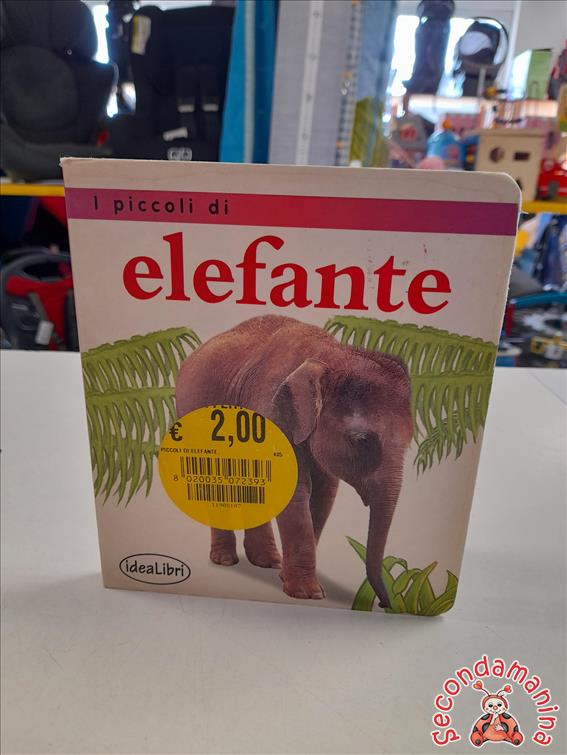 I piccoli di
elefante
€ 2,00
PICCOLI DI ELEFANTE
8 020035 072393
ideaLibri
Secondamanina